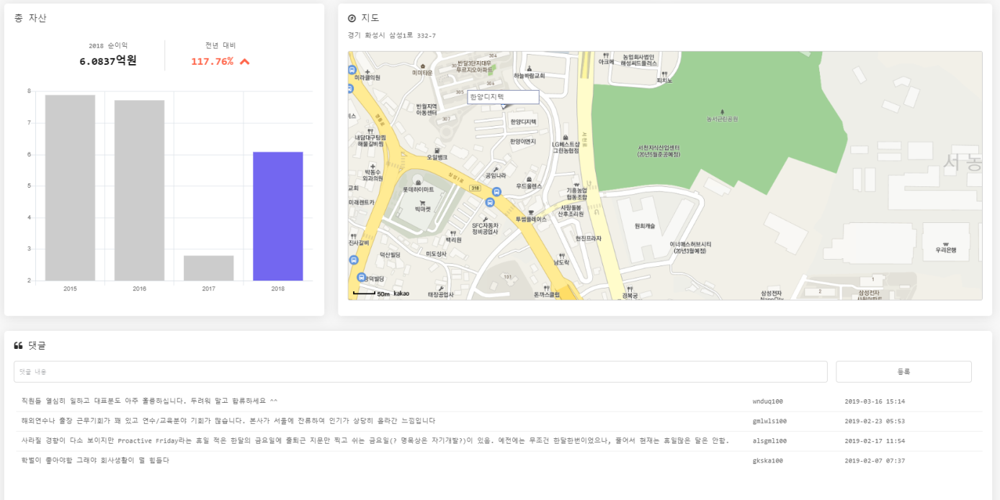 총 자산
2018 순이익
6.0837억원
전년 대비
117.76%
8
7
6
5
4
3
2
2015
2016
2017
2018
지도
경기 화성시 삼성1로 332-7
304
농업회사법인
해성씨드플러스
아크메
반달3단지대우
푸르지오아파트
미미타운
미라클의원
하늘바람교회
피치노
306
305
한양디지텍
반월지역
아동센터
307
한양디지텍
농서근린공원
내담대구탕찜
해물갈비찜
한양이엔지
LG베스트샵
그린농협점
서천지식산업센터
(20년5월준공예정)
오일뱅크
서농
박동수
외과의원
공임나라
삼성1로
우드올렌스
교회
롯데하이마트
318
기흥농업
협동조합
미래렌트카
빅마켓
사랑돌봄
산후조리원
투썸플레이스
SFC자동차
정비공업사
원희캐슬
진사갈비
백리원
현진프라자
이너매스허브시티
(20년3월예정)
우리은행
덕산빌딩
미도상사
남도락
101
1
50m kakao
태정공업사
돈까스클럽
경복궁
삼성전자
NanoCity
2
삼성전자
댓글
댓글 내용
등록
직원들 열심히 일하고 대표분도 아주 훌륭하십니다. 두려워 말고 합류하세요 ^^ wnduq100 2019-03-16 15:14
해외연수나 출장 근무기회가 꽤 있고 연수/교육분야 기회가 많습니다. 본사가 서울에 잔류하여 인기가 상당히 올라간 느낌입니다 gmlwls100 2019-02-23 05:53
사라질 경향이 다소 보이지만 Proactive Friday라는 휴일 적은 한달의 금요일에 출퇴근 지문만 찍고 쉬는 금요일(? 명목상은 자기개발?)이 있음. 예전에는 무조건 한달한번이었으나, 풀어서 현재는 휴일많은 달은 안함. alsgml100 2019-02-17 11:54
학벌이 좋아야함 그래야 회사생활이 덜 힘들다 gkska100 2019-02-07 07:37